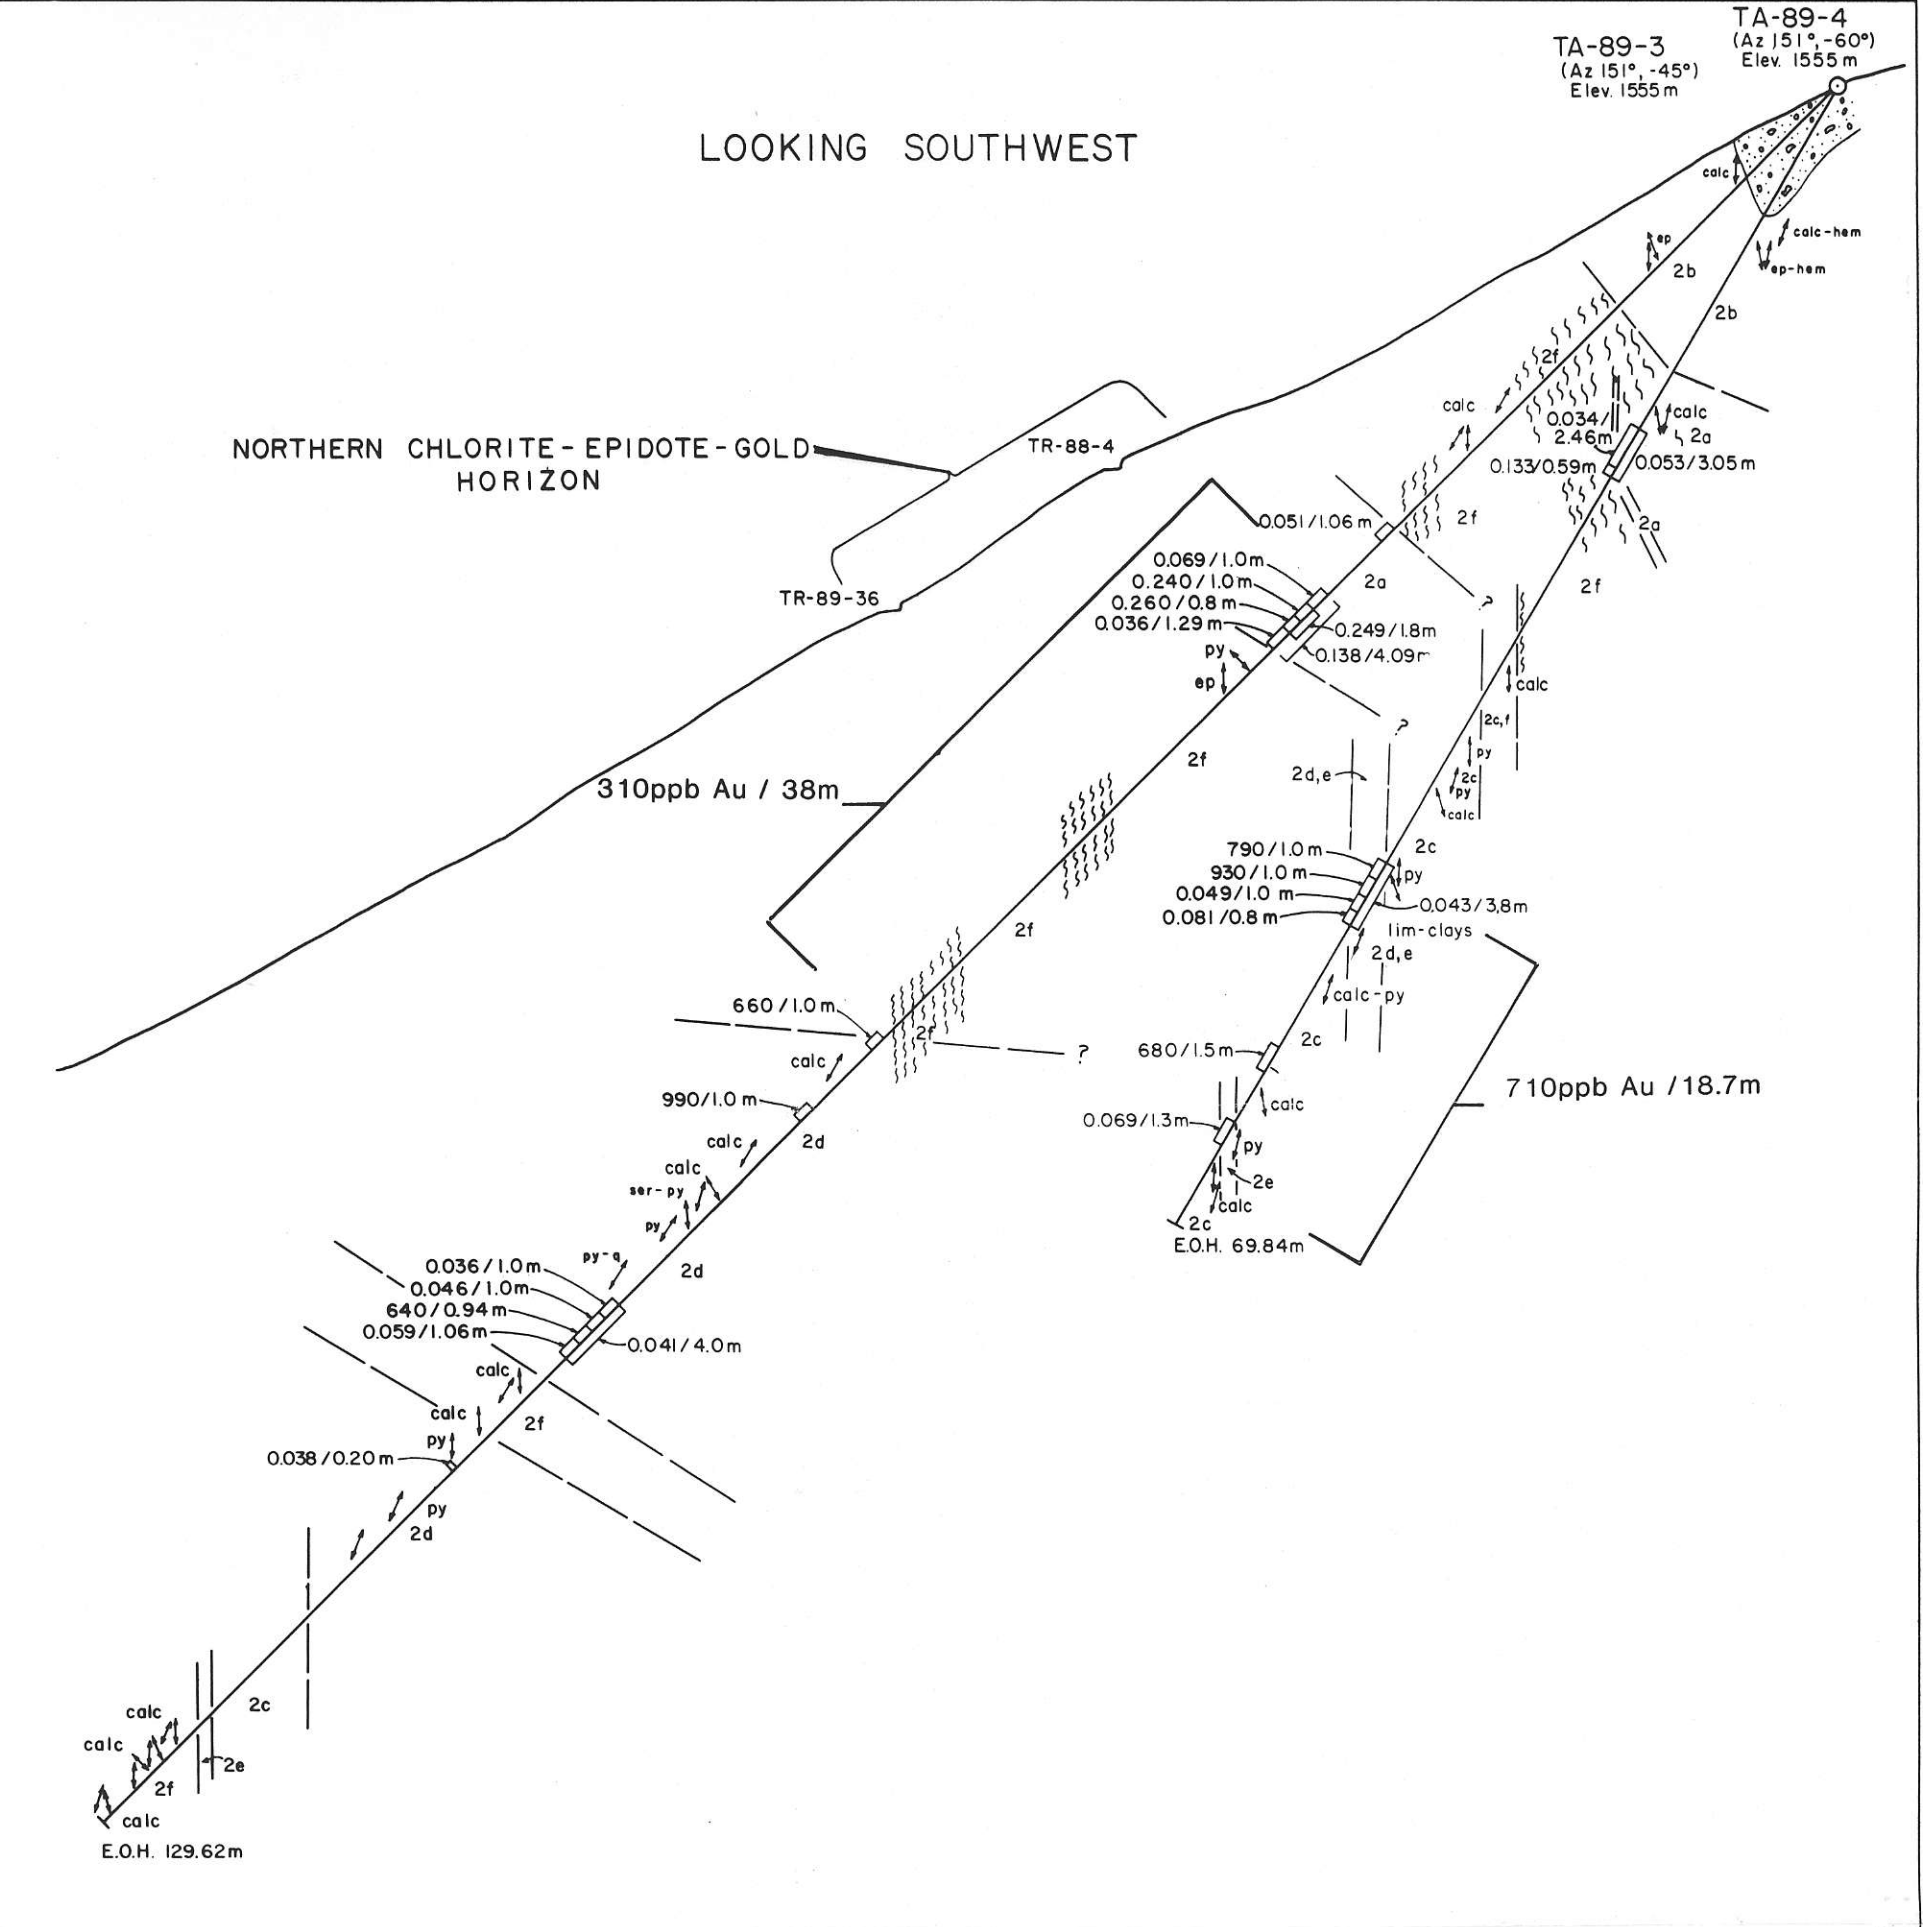 TA-89-4
(Az 151°,-60°)
Elev. 1555 m
TA-89-3
(Az 151°, -45°)
Elev. 1555 m
LOOKING SOUTHWEST
calc
calc-hem
ep
ep-hem
2b
2b
2f
calc
calc
0.034/
2.46m
2a
0.133/0.59m
0.053/3.05m
NORTHERN CHLORITE-EPIDOTE-GOLD
HORIZON
TR-88-4
TR-89-36
0.051/1.06m
2f
2a
0.069/1.0m
0.240/1.0m
0.260/0.8m
0.036/1.29m
2a
2f
?
0.249/1.8m
0.138/4.09m
py
ep
calc
2c,f
?
2f
py
2c
py
calc
2d,e
310ppb Au / 38m
2c
790/1.0m
930/1.0m
0.049/1.0 m
0.081/0.8m
py
0.043/3.8m
lim-clays
2d,e
2f
calc-py
660/1.0m
2f
?
2c
680/1.5m
calc
990/1.0m
2d
calc
0.069/1.3m
py
2e
calc
2c
E.O.H. 69.84m
710ppb Au /18.7m
calc
calc
ser-py
py
py-q
2d
0.036/1.0m
0.046/1.0m
640/0.94m
0.059/1.06m
0.041/4.0m
calc
calc
2f
py
0.038/0.20m
py
2d
2c
calc
calc
2e
2f
calc
E.O.H. 129.62m